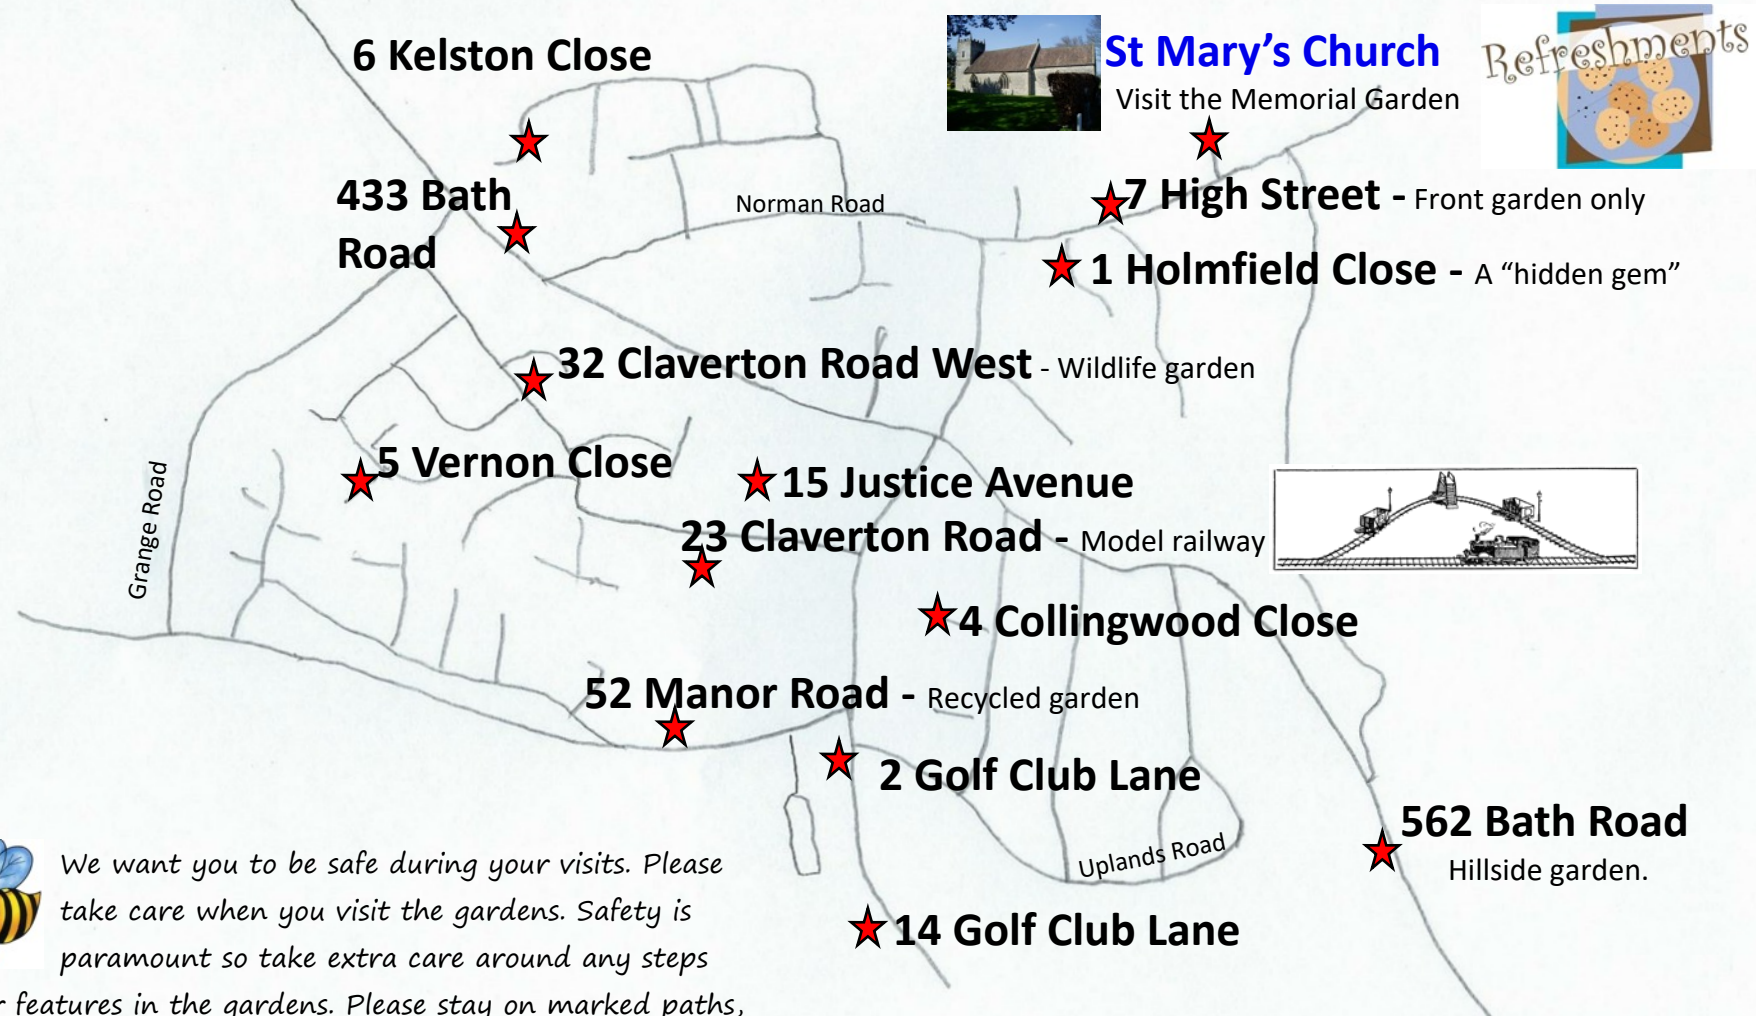 6 Kelston Close
St Mary’s Church
Visit the Memorial Garden
Refreshments
433 Bath
Road
Norman Road
7 High Street - Front garden only
1 Holmfield Close - A “hidden gem”
32 Claverton Road West - Wildlife garden
5 Vernon Close
15 Justice Avenue
Grange Road
23 Claverton Road - Model railway
4 Collingwood Close
52 Manor Road - Recycled garden
2 Golf Club Lane
562 Bath Road
Hillside garden.
Uplands Road
14 Golf Club Lane
We want you to be safe during your visits. Please
take care when you visit the gardens. Safety is
paramount so take extra care around any steps
features in the gardens. Please stay on marked paths,